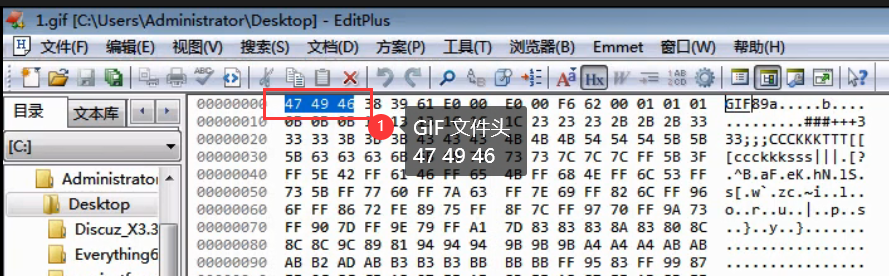 1.gif [C:\Users\Administrator\Desktop] - EditPlus
文件(F) 编辑(E) 视图(V) 搜索(S) 文档(D) 方案(P) 工具(T) 浏览器(B) Emmet 窗口(W) 帮助(H)
目录 文本库
[C:]
Administrator
Desktop
Discuz_X3.3
Everything6
00000000 47 49 46 38 39 61 E0 00 E0 00 F6 62 00 01 01 01 GIF89a.....b....
00000010 0B 0B 0B 1C 23 23 23 2B 2B 2B 33 .........###+++3
00000020 33 33 3B 3B 3B 43 4B 4B 4B 54 54 54 5B 5B 33;;;CCCKKKTTT[[
00000030 5B 63 63 63 6B 73 73 7C 7C 7C FF 5B 3F [ccckkksss|||.[?
00000040 FF 5E 42 FF 61 46 FF 65 4B FF 68 4E FF 6C 53 FF .^B.aF.eK.hN.lS.
00000050 73 5B FF 77 60 FF 7A 63 FF 7E 69 FF 82 6C FF 96 s[.w`.zc.~i..l..
00000060 6F FF 86 72 FE 89 75 FF 8F 7C FF 97 70 FF 9A 73 o..r..u..|..p..s
00000070 FF 90 7D FF 9E 79 FF A1 7D 83 83 83 8A 83 80 8C ..}..y..}.......
00000080 8C 8C 9C 89 81 94 94 94 9B 9B 9B A4 A4 A4 AB AB
00000090 AB B2 AD AB B3 B3 B3 BB BB BB FF 95 83 FF 99 87
1
GIF 文件头
47 49 46